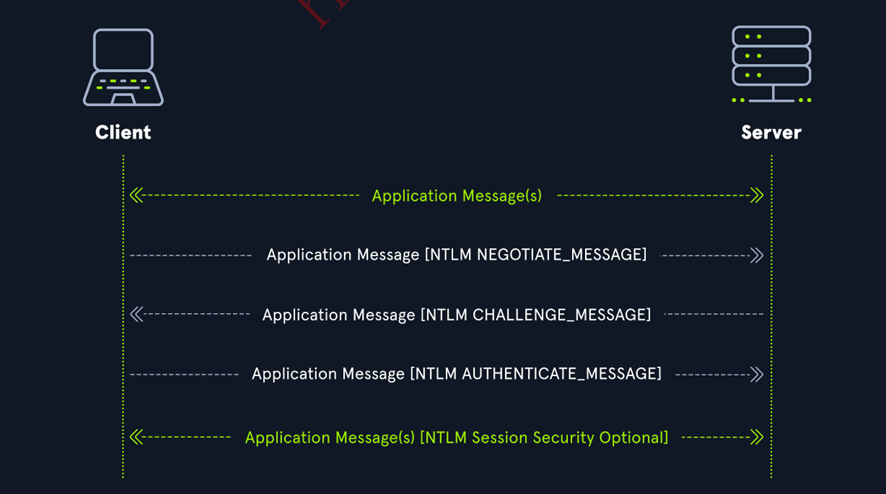 Client
Server
Application Message(s)
Application Message [NTLM NEGOTIATE_MESSAGE]
Application Message [NTLM CHALLENGE_MESSAGE]
Application Message [NTLM AUTHENTICATE_MESSAGE]
Application Message(s) [NTLM Session Security Optional]